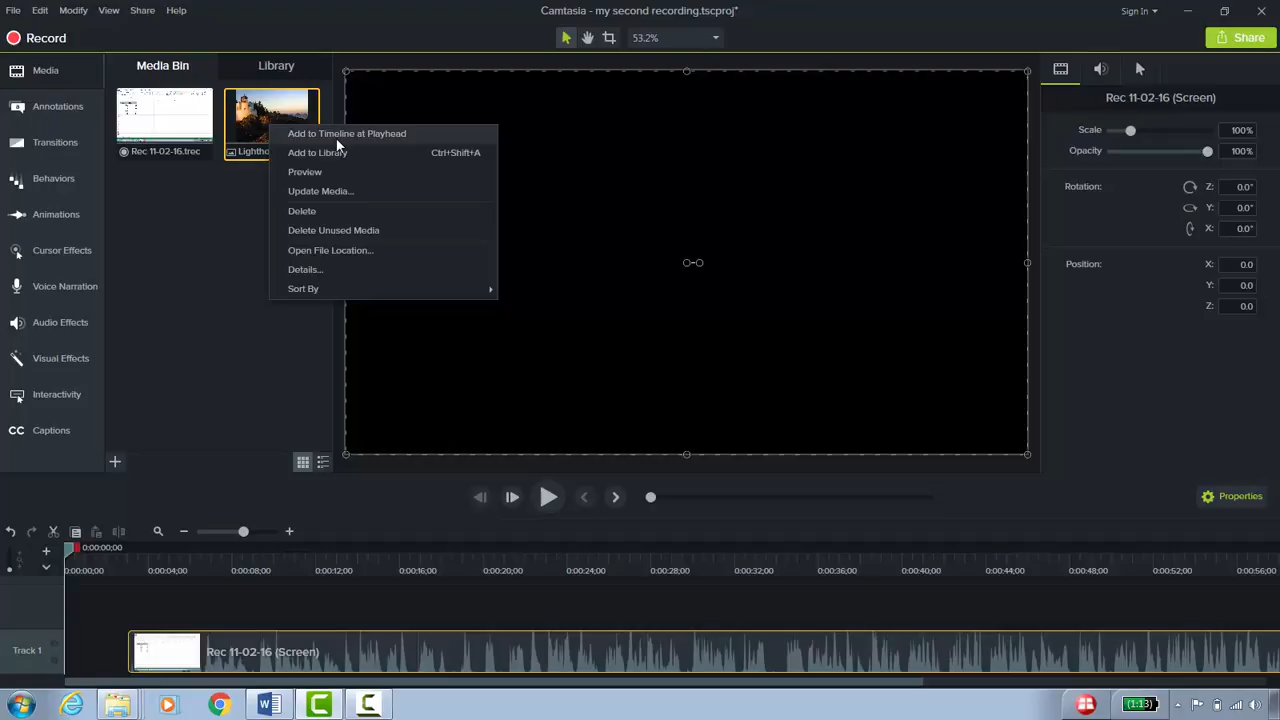 File Edit Modify View Share Help
Camtasia - my second recording.tscproj*
Sign In
Record
53.2%
Share
Media
Annotations
Transitions
Behaviors
Animations
Cursor Effects
Voice Narration
Audio Effects
Visual Effects
Interactivity
CC Captions
Media Bin Library
Rec 11-02-16.trec
Add to Timeline at Playhead
Add to Library Ctrl+Shift+A
Preview
Update Media...
Delete
Delete Unused Media
Open File Location...
Details...
Sort By
Rec 11-02-16 (Screen)
Scale 100%
Opacity 100%
Rotation: Z: 0.0°
Y: 0.0°
X: 0.0°
Position: X: 0.0
Y: 0.0
Z: 0.0
Properties
0:00:00;00
0:00:00;00 0:00:04;00 0:00:08;00 0:00:12;00 0:00:16;00 0:00:20;00 0:00:24;00 0:00:28;00 0:00:32;00 0:00:36;00 0:00:40;00 0:00:44;00 0:00:48;00 0:00:52;00 0:00:56;00
Track 1
Rec 11-02-16 (Screen)